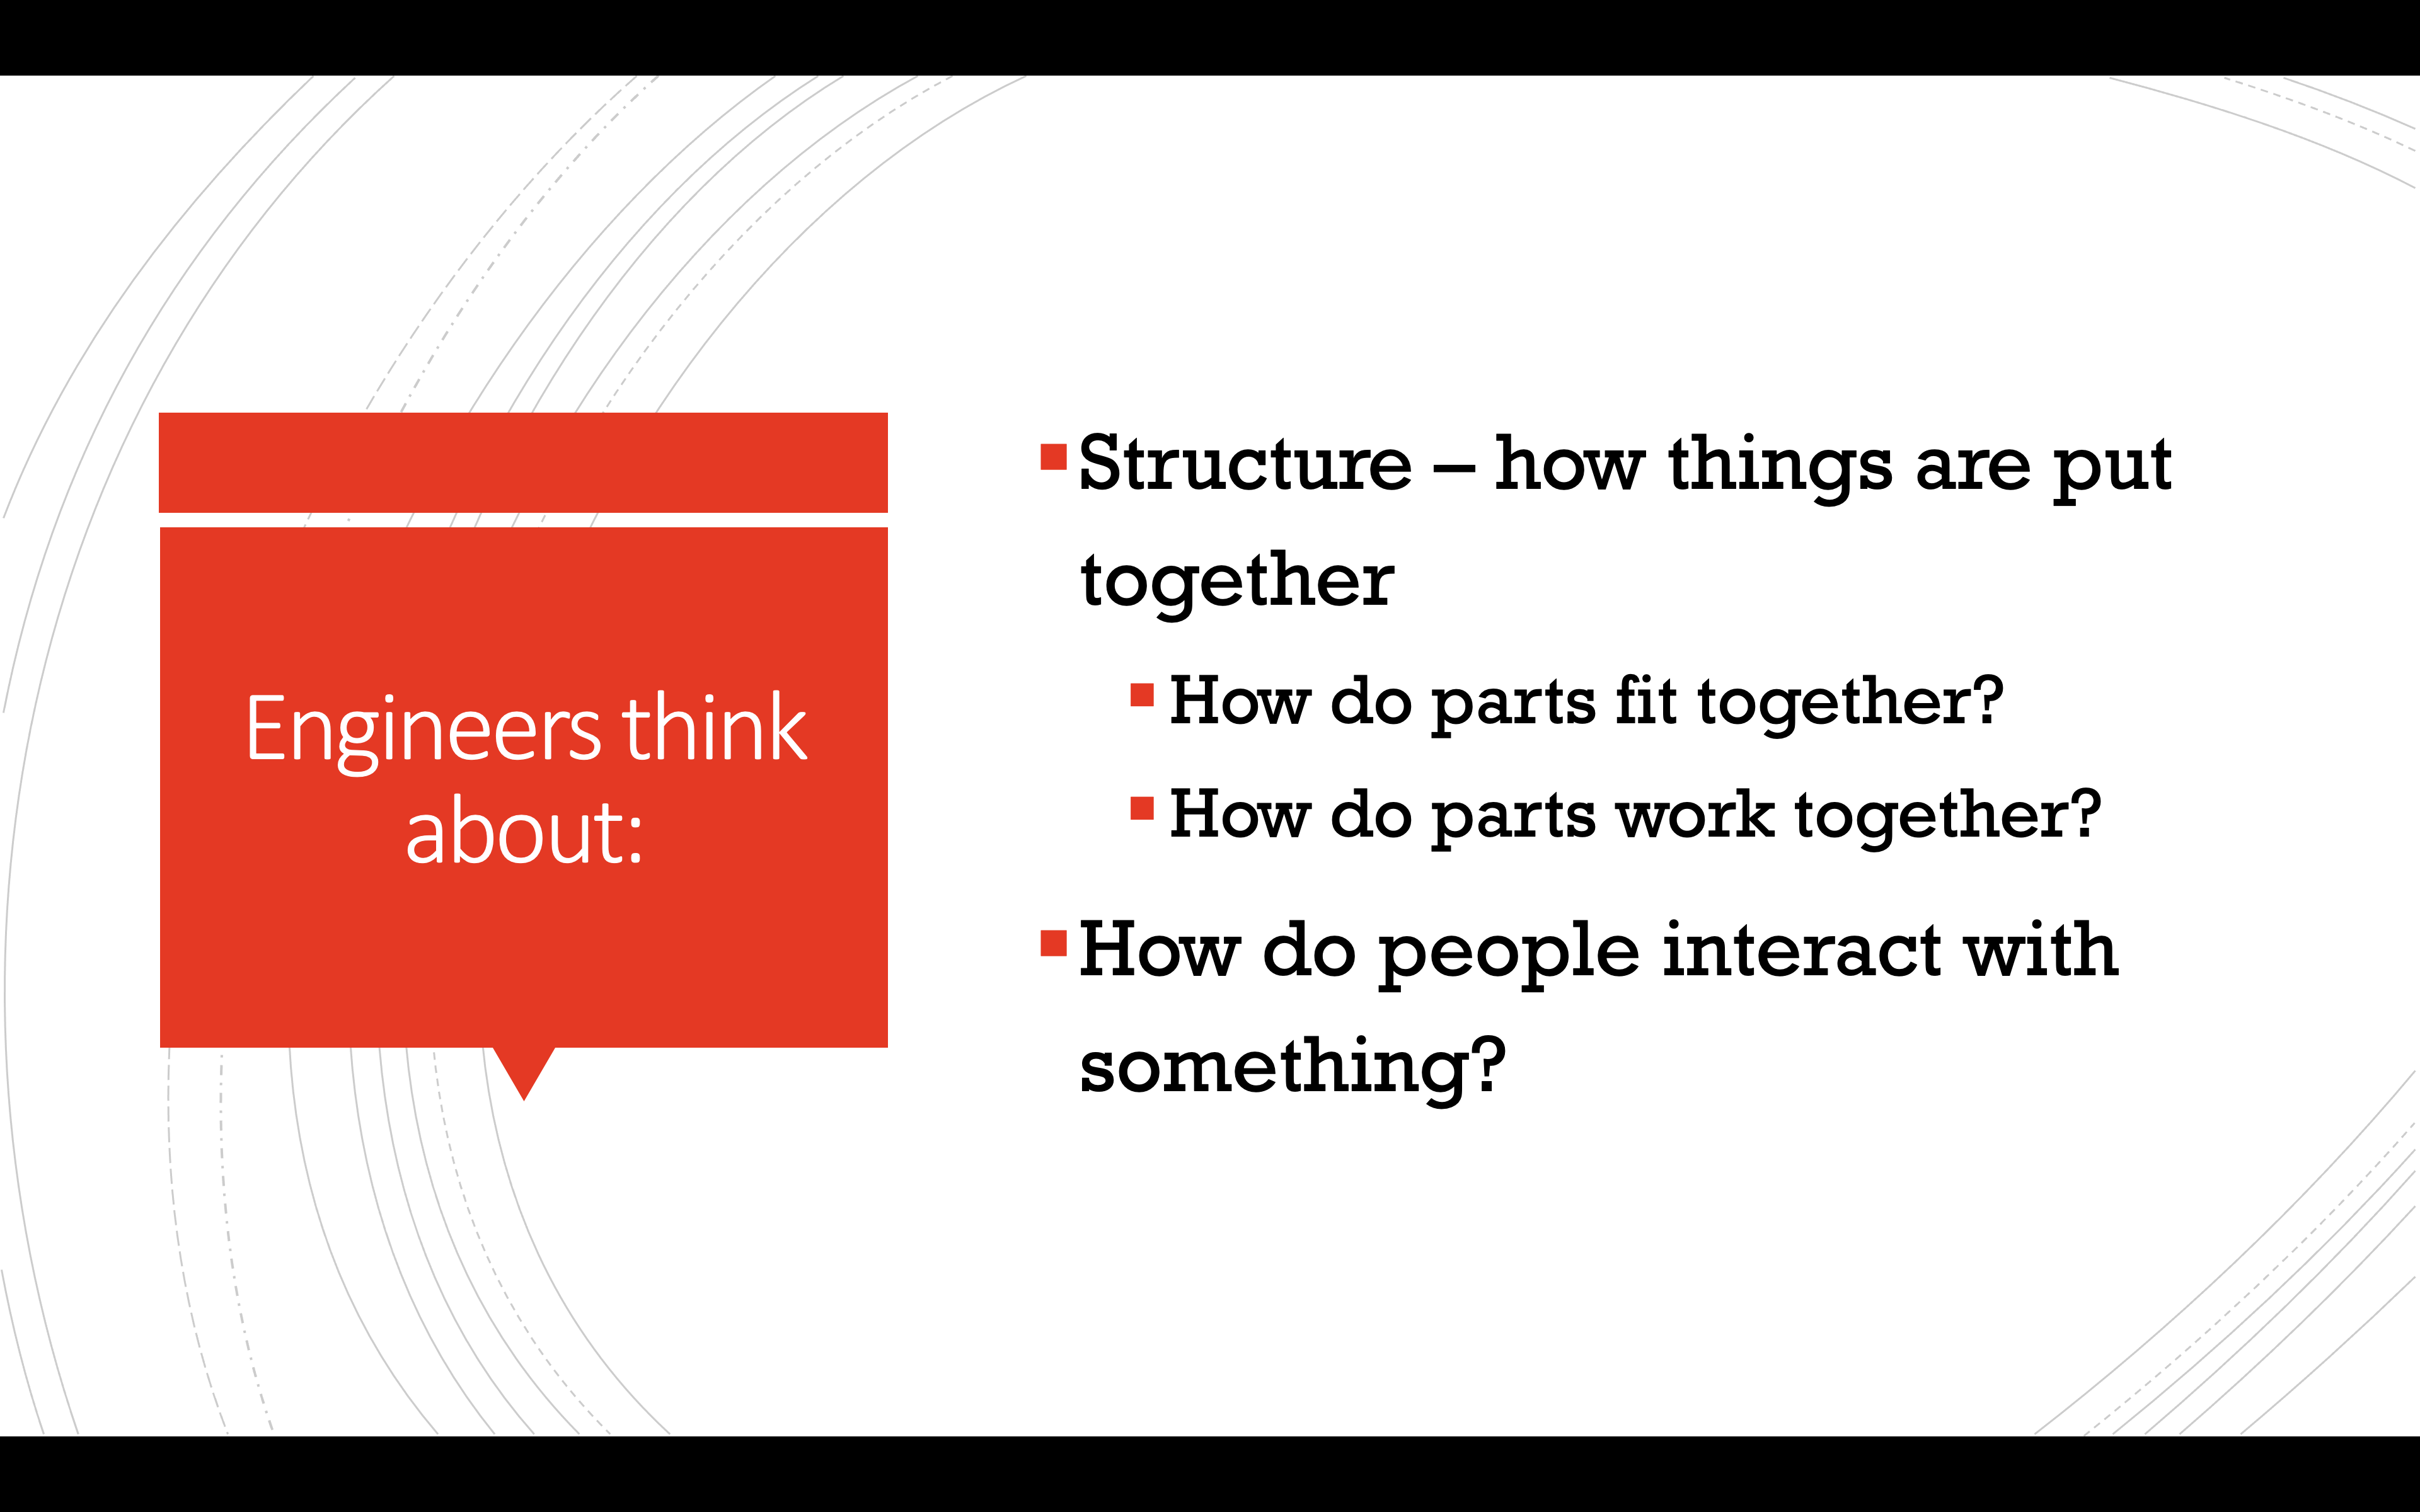 Engineers think
about:
Structure – how things are put
together
How do parts fit together?
How do parts work together?
How do people interact with
something?